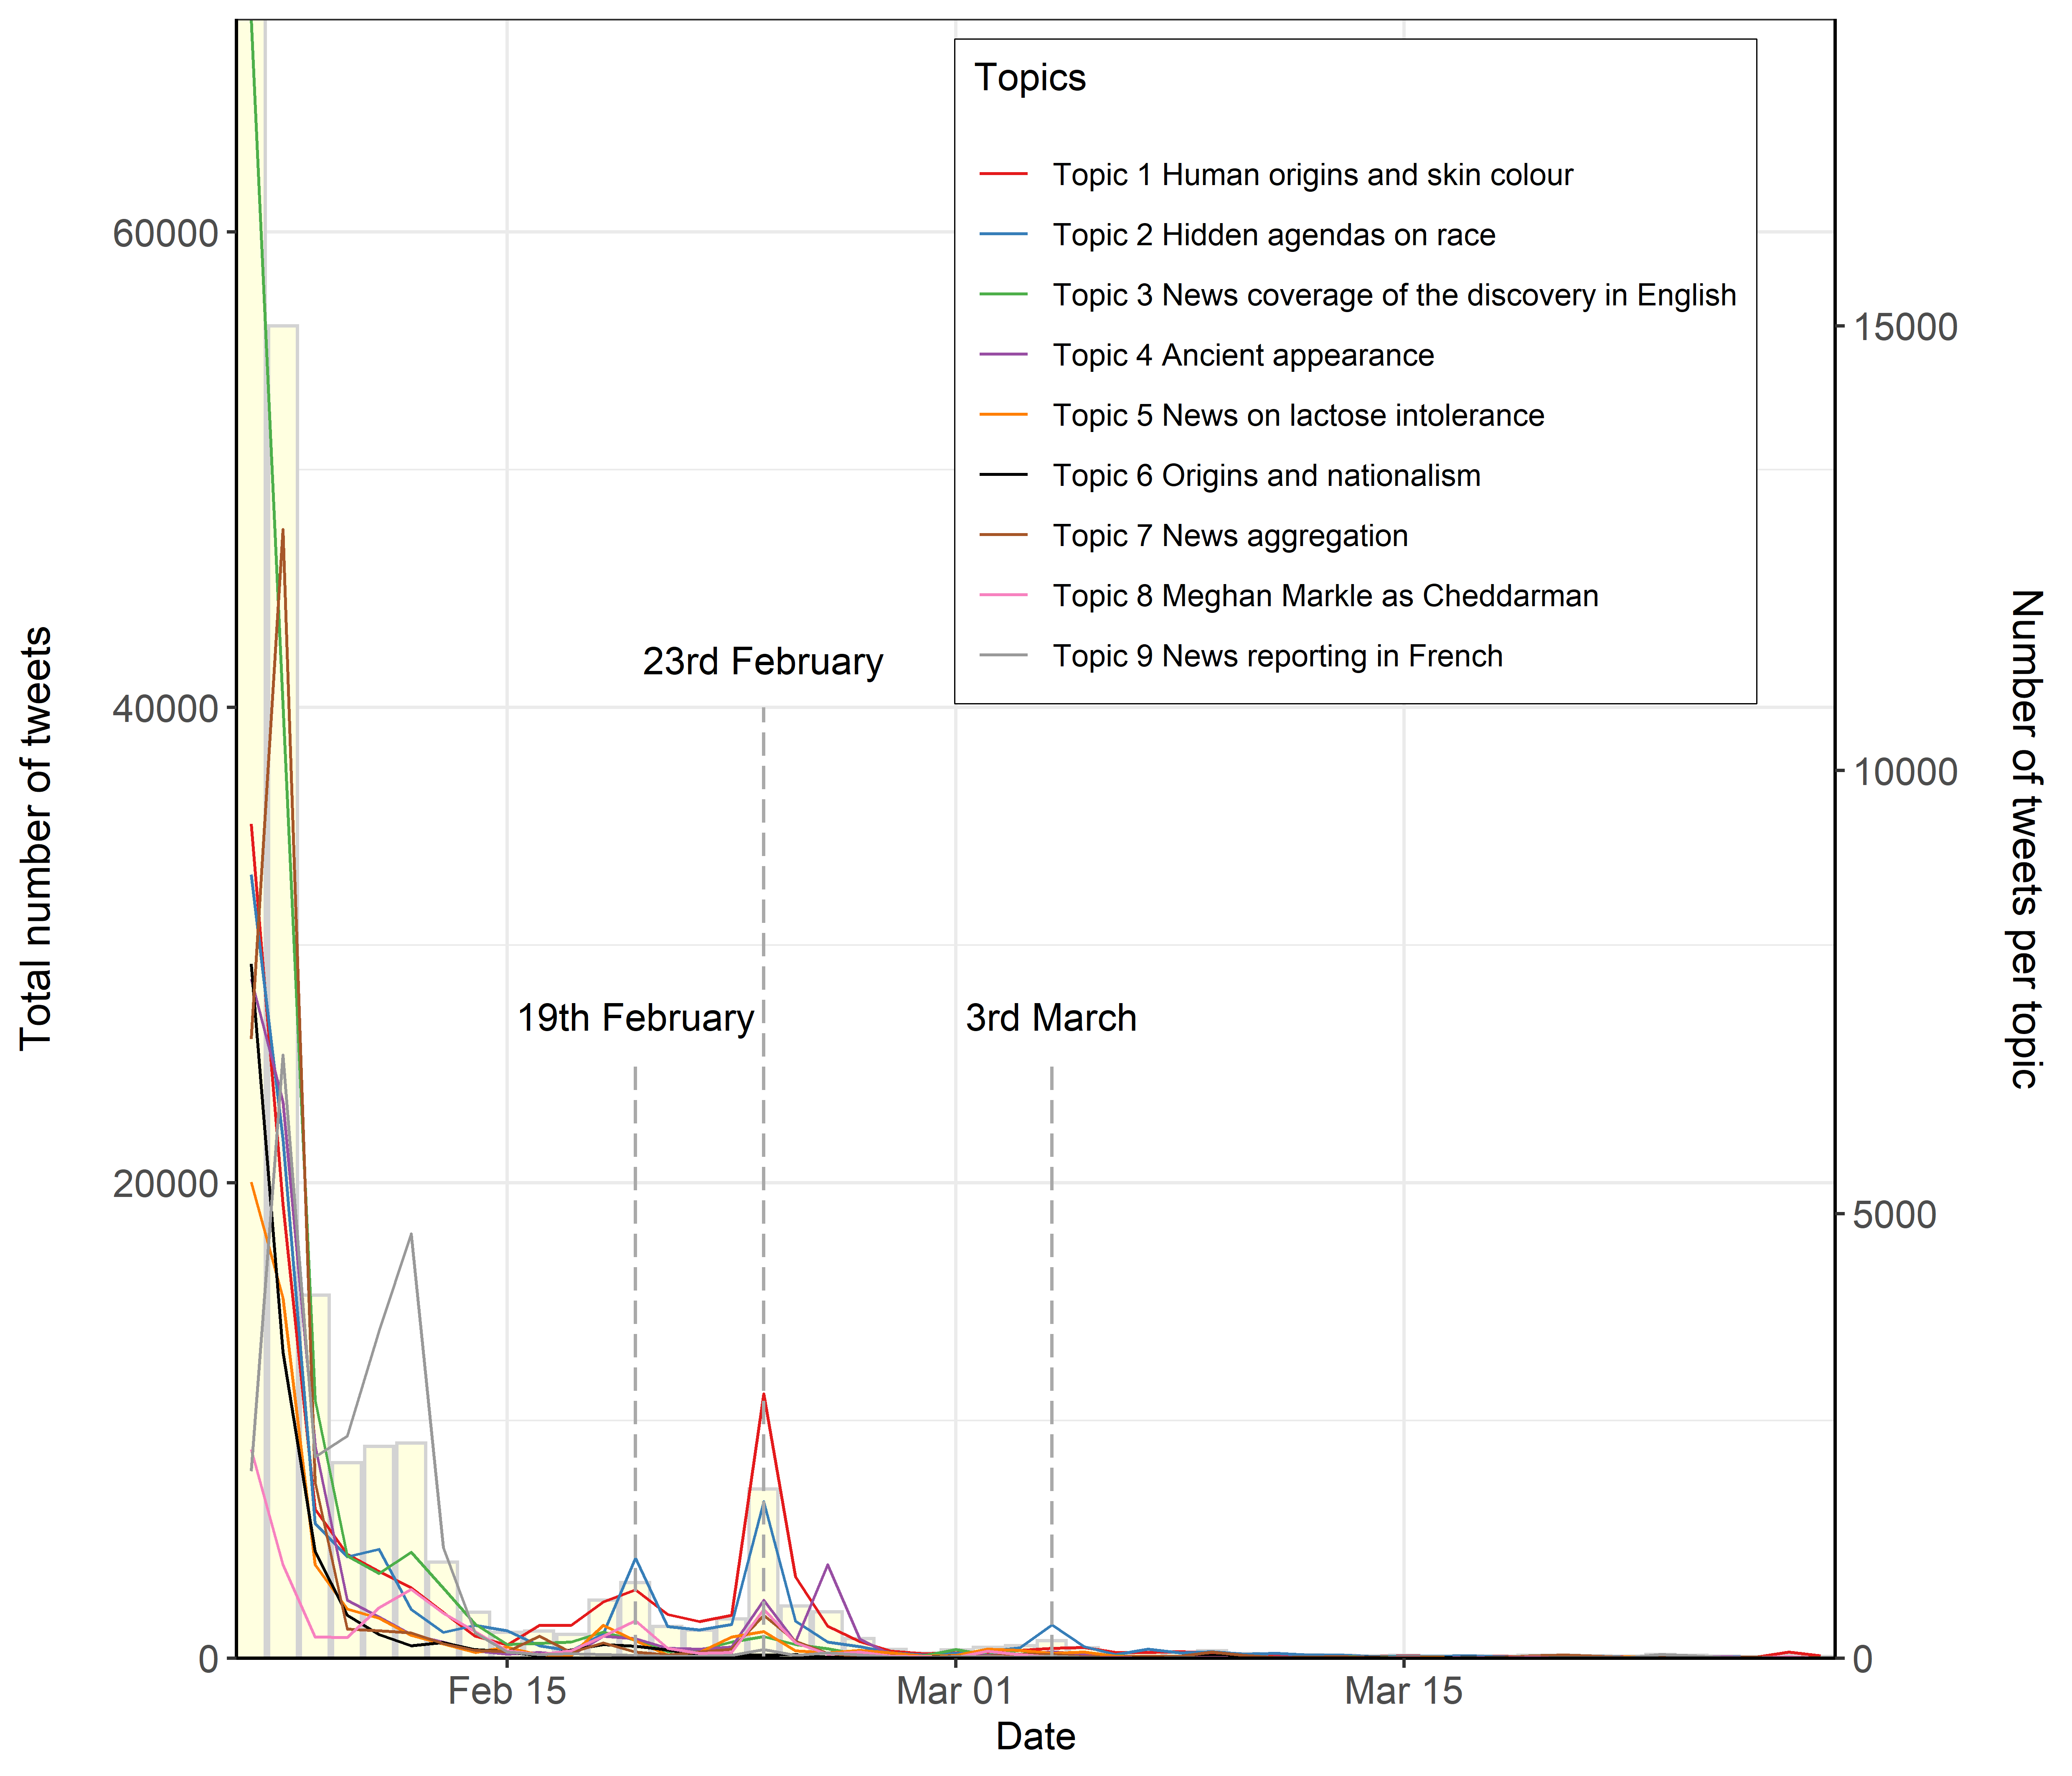 Topics
Topic 1 Human origins and skin colour
Topic 2 Hidden agendas on race
Topic 3 News coverage of the discovery in English
Topic 4 Ancient appearance
Topic 5 News on lactose intolerance
Topic 6 Origins and nationalism
Topic 7 News aggregation
Topic 8 Meghan Markle as Cheddarman
Topic 9 News reporting in French
23rd February
19th February
3rd March
Total number of tweets
60000
40000
20000
0
Number of tweets per topic
15000
10000
5000
0
Feb 15
Mar 01
Mar 15
Date